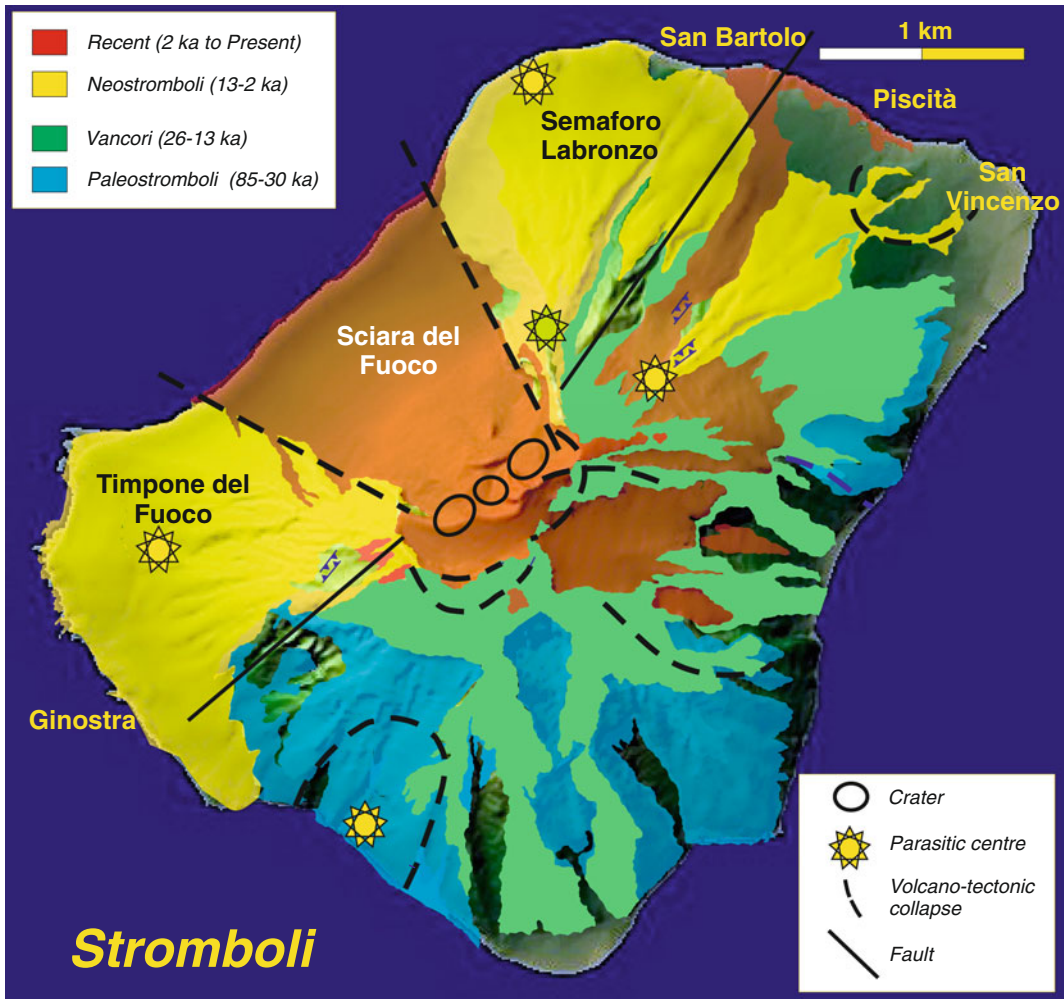 Recent (2 ka to Present)
Neostromboli (13-2 ka)
Vancori (26-13 ka)
Paleostromboli (85-30 ka)
San Bartolo
1 km
Piscità
Semaforo
Labronzo
San
Vincenzo
Sciara del
Fuoco
Timpone del
Fuoco
Ginostra
Stromboli
Crater
Parasitic centre
Volcano-tectonic
collapse
Fault